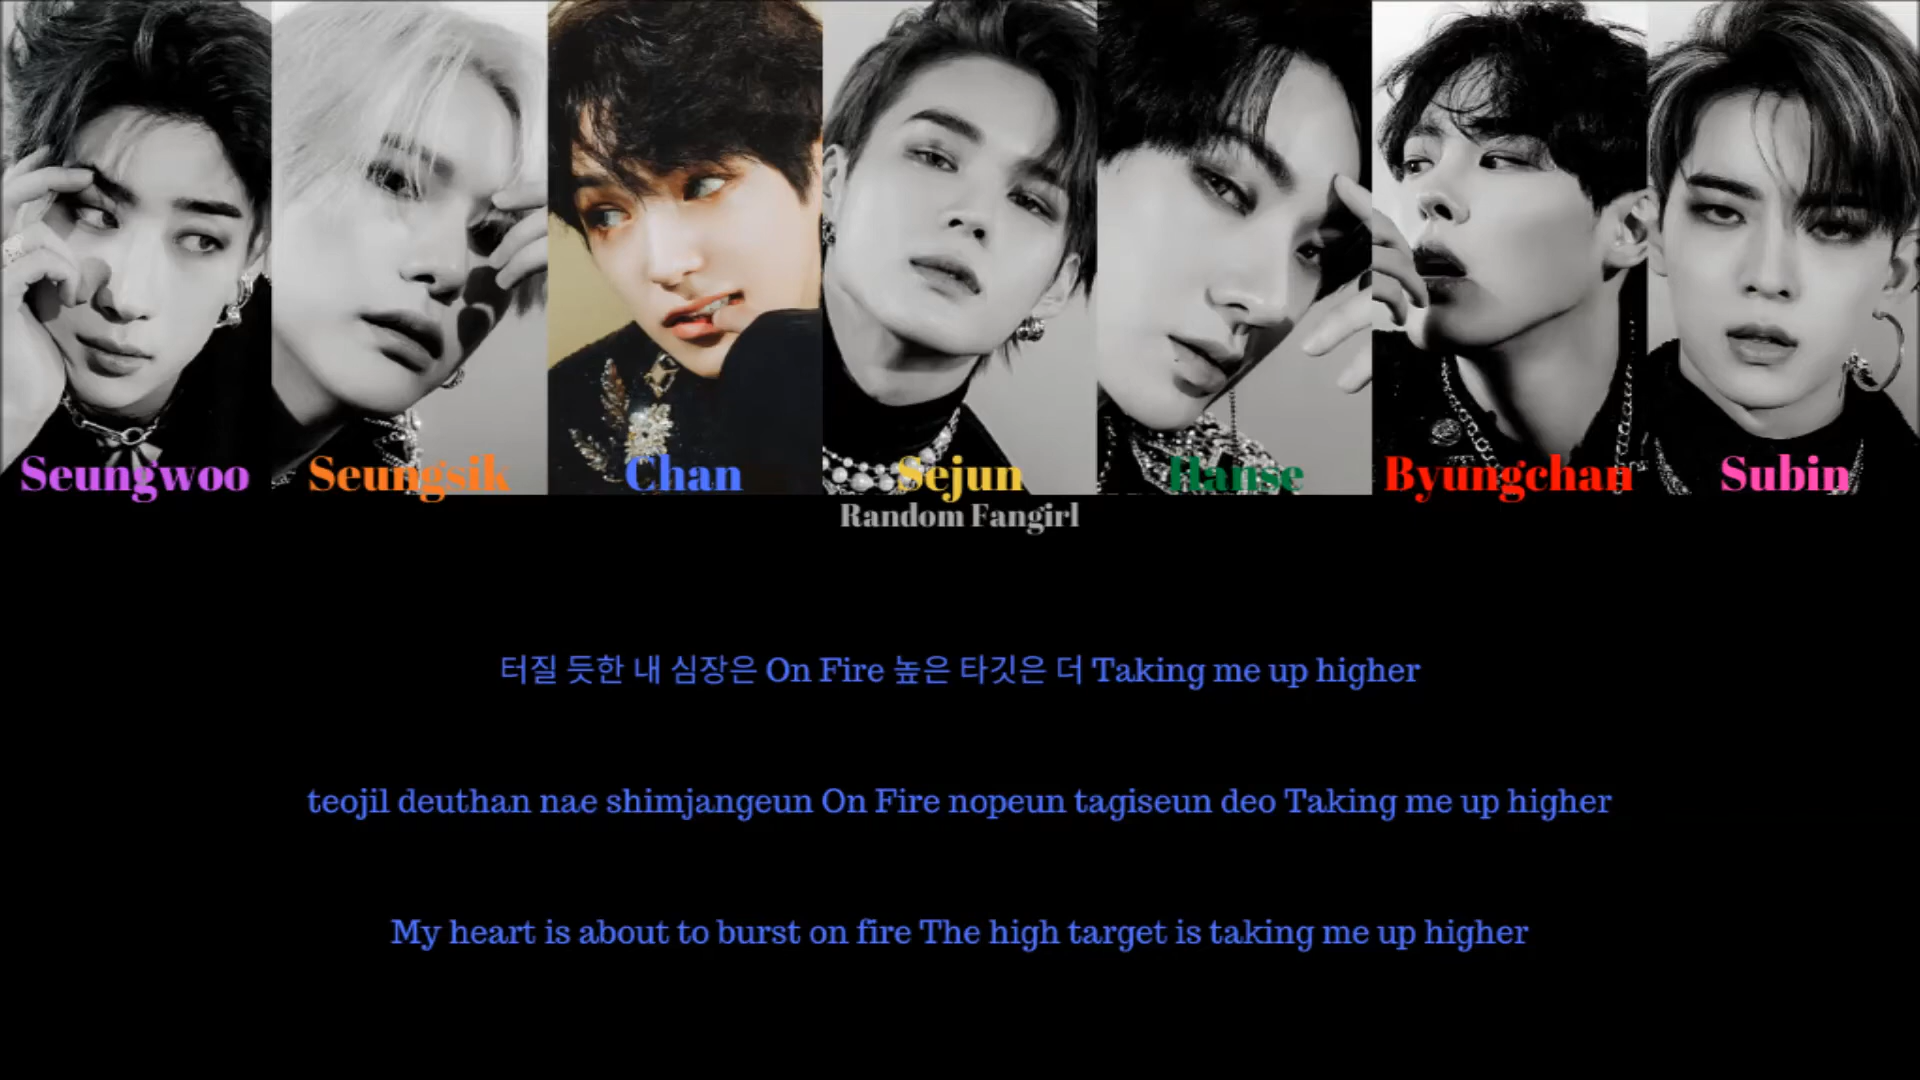 Seungwoo Seungsik Chan Sejun Hanse Byungchan Subin
Random Fangirl
터질 듯한 내 심장은 On Fire 높은 타깃은 더 Taking me up higher
teojil deuthan nae shimjangeun On Fire nopeun tagiseun deo Taking me up higher
My heart is about to burst on fire The high target is taking me up higher